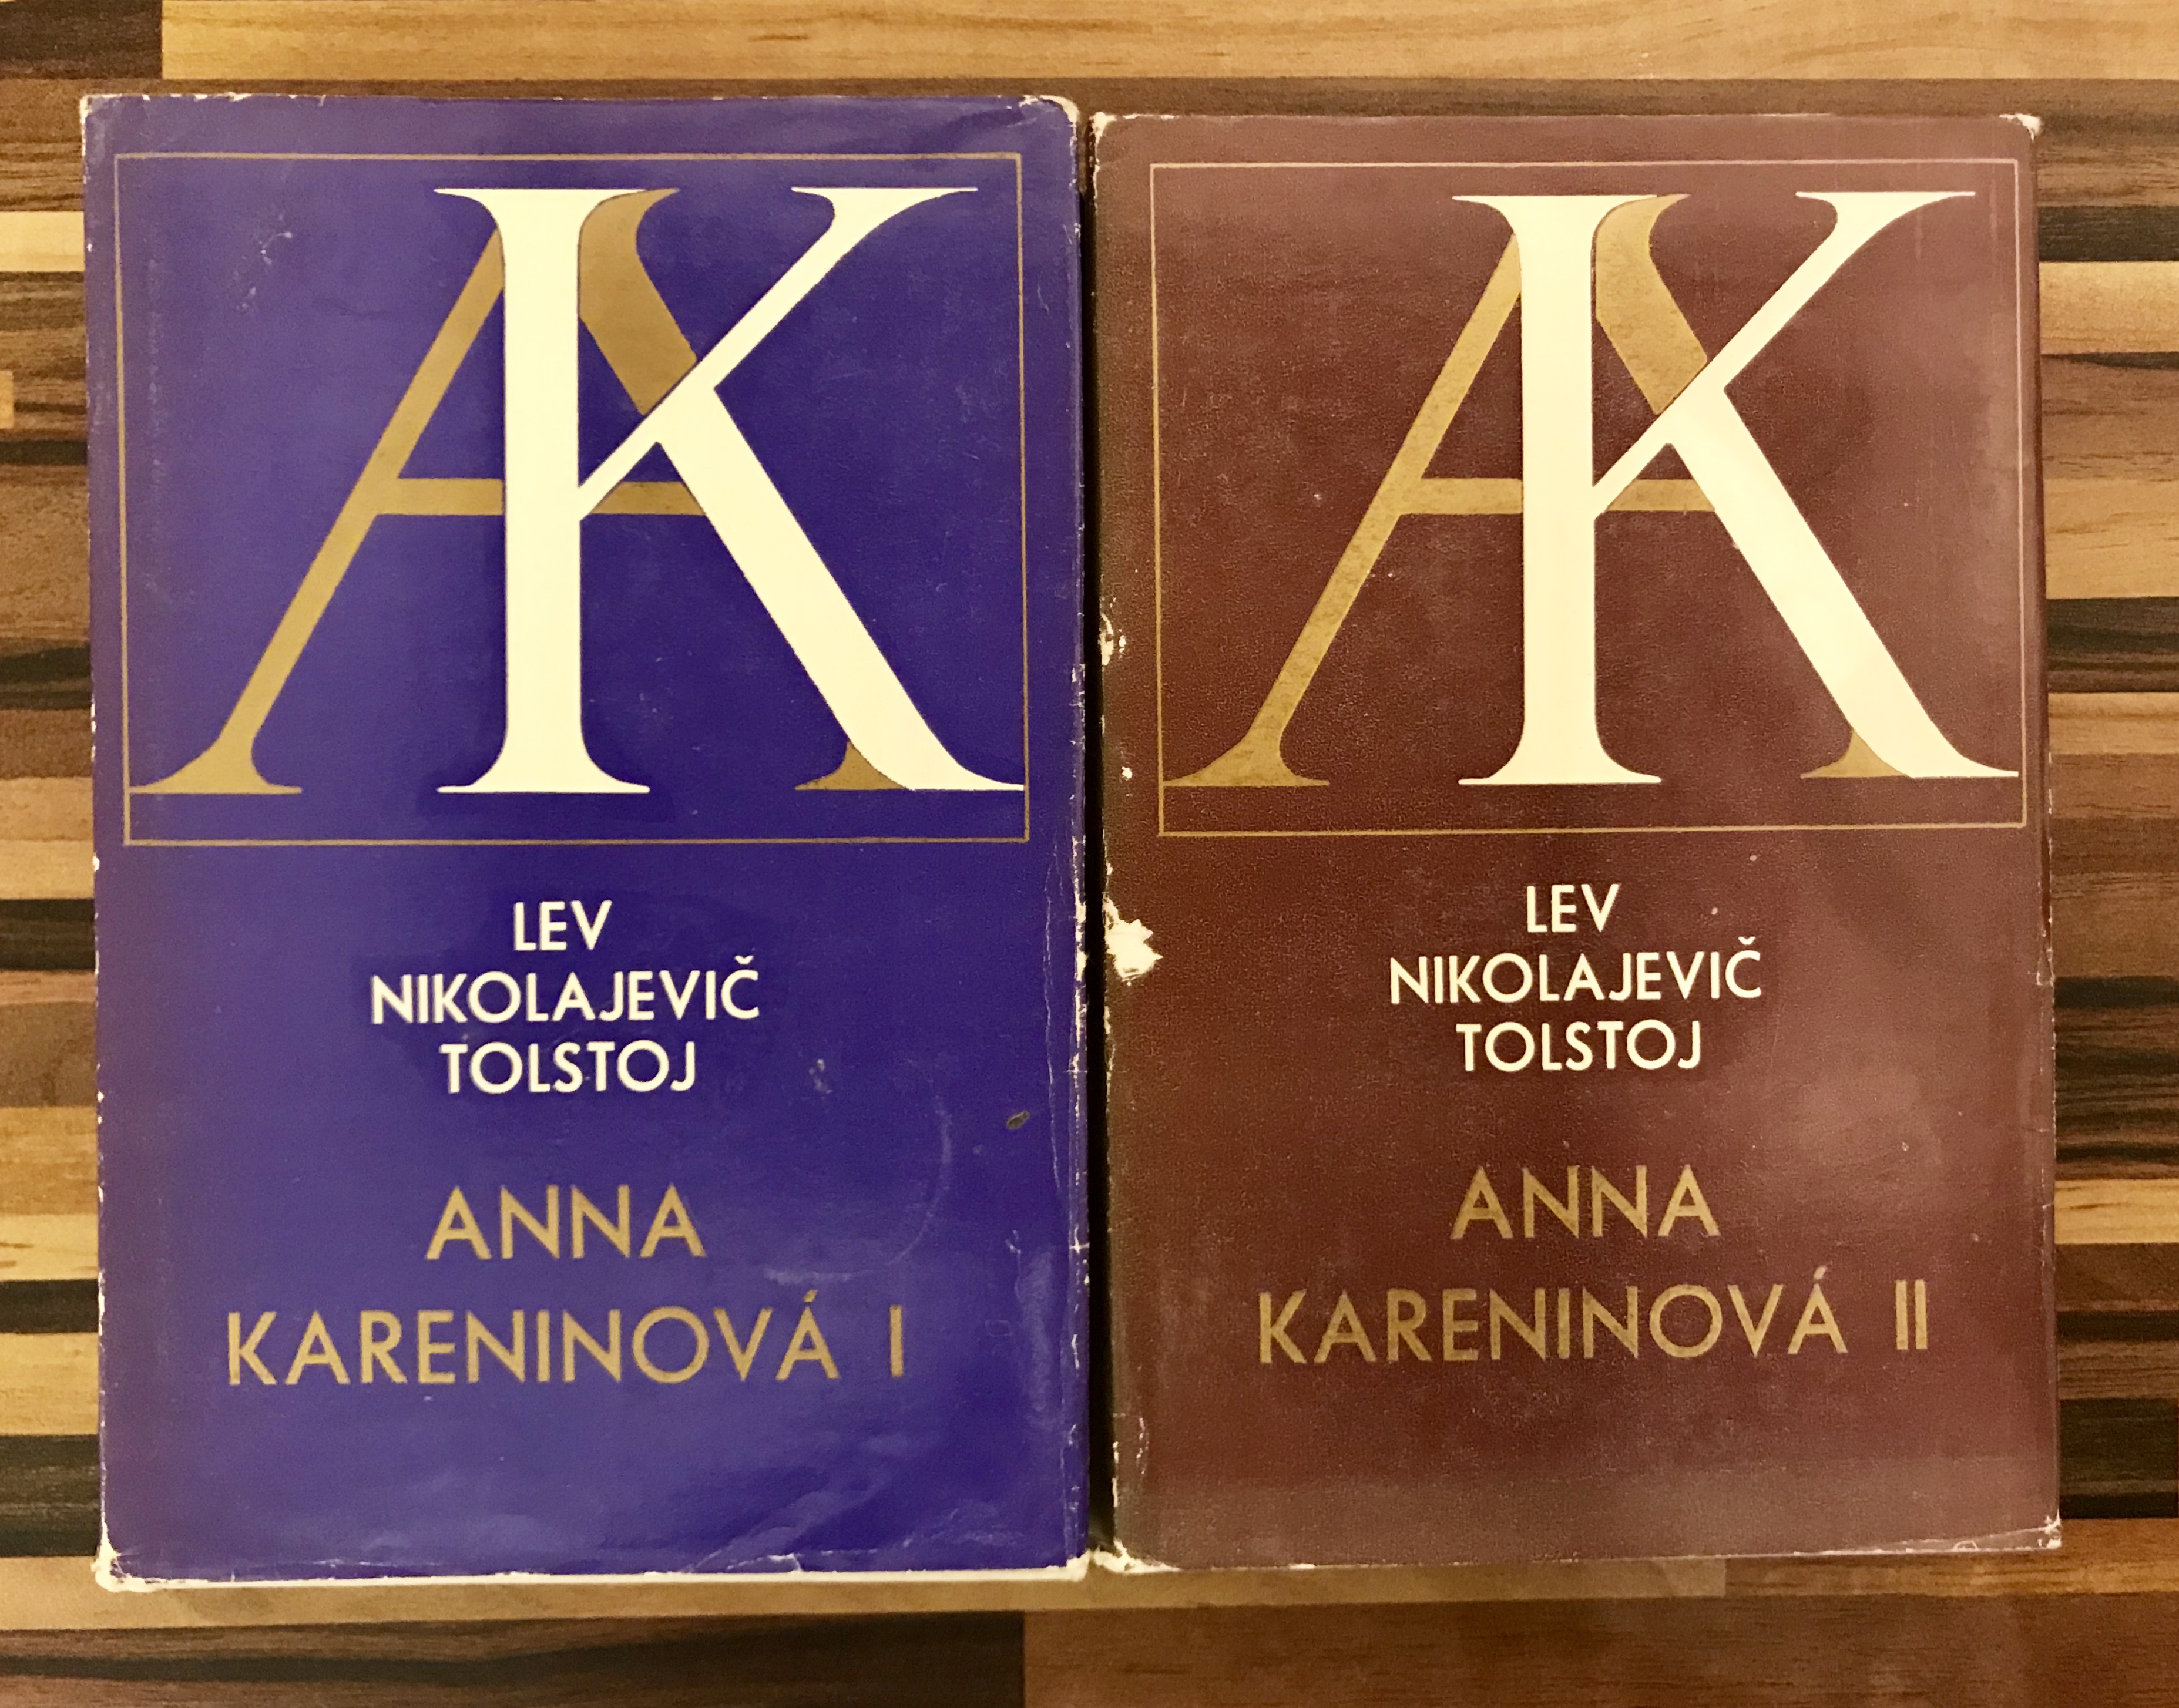 AK
LEV
NIKOLAJEVIČ
TOLSTOJ
ANNA
KARENINOVÁ I
AK
LEV
NIKOLAJEVIČ
TOLSTOJ
ANNA
KARENINOVÁ II